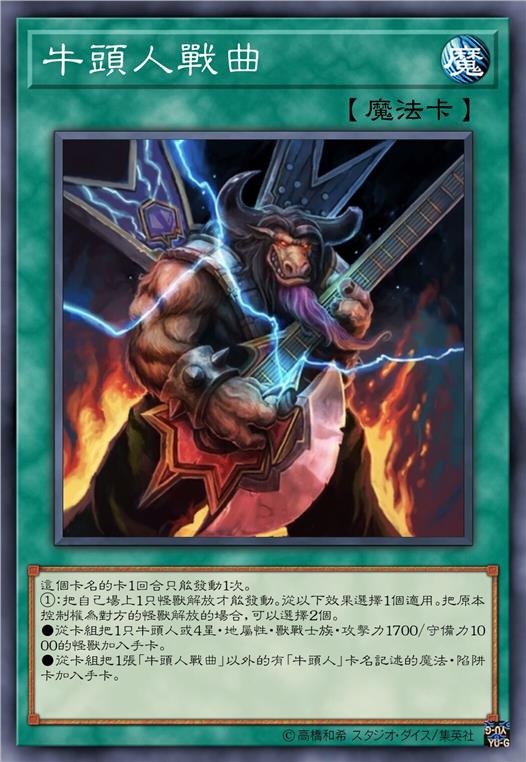 牛頭人戰曲
魔
【魔法卡】
這個卡名的卡1回合只能發動1次。
①:把自己場上1只怪獸解放才能發動。從以下效果選擇1個適用。把原本
控制權為對方的怪獸解放的場合,可以選擇2個。
●從卡組把1只牛頭人或4星·地屬性·獸戰士族·攻擊力1700/守備力10
00的怪獸加入手卡。
●從卡組把1張「牛頭人戰曲」以外的有「牛頭人」卡名記述的魔法·陷阱
卡加入手卡。
©高橋和希 スタジオ・ダイス/集英社
YU-G
YU-G